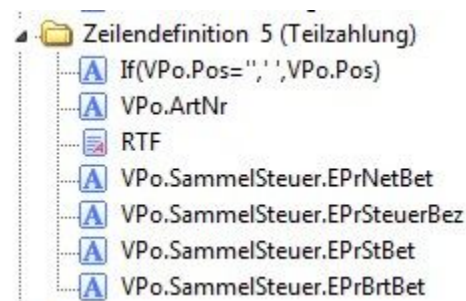 Zeilendefinition 5 (Teilzahlung)
If(VPo.Pos='',' ',VPo.Pos)
VPo.ArtNr
RTF
VPo.SammelSteuer.EPrNetBet
VPo.SammelSteuer.EPrSteuerBez
VPo.SammelSteuer.EPrStBet
VPo.SammelSteuer.EPrBrtBet